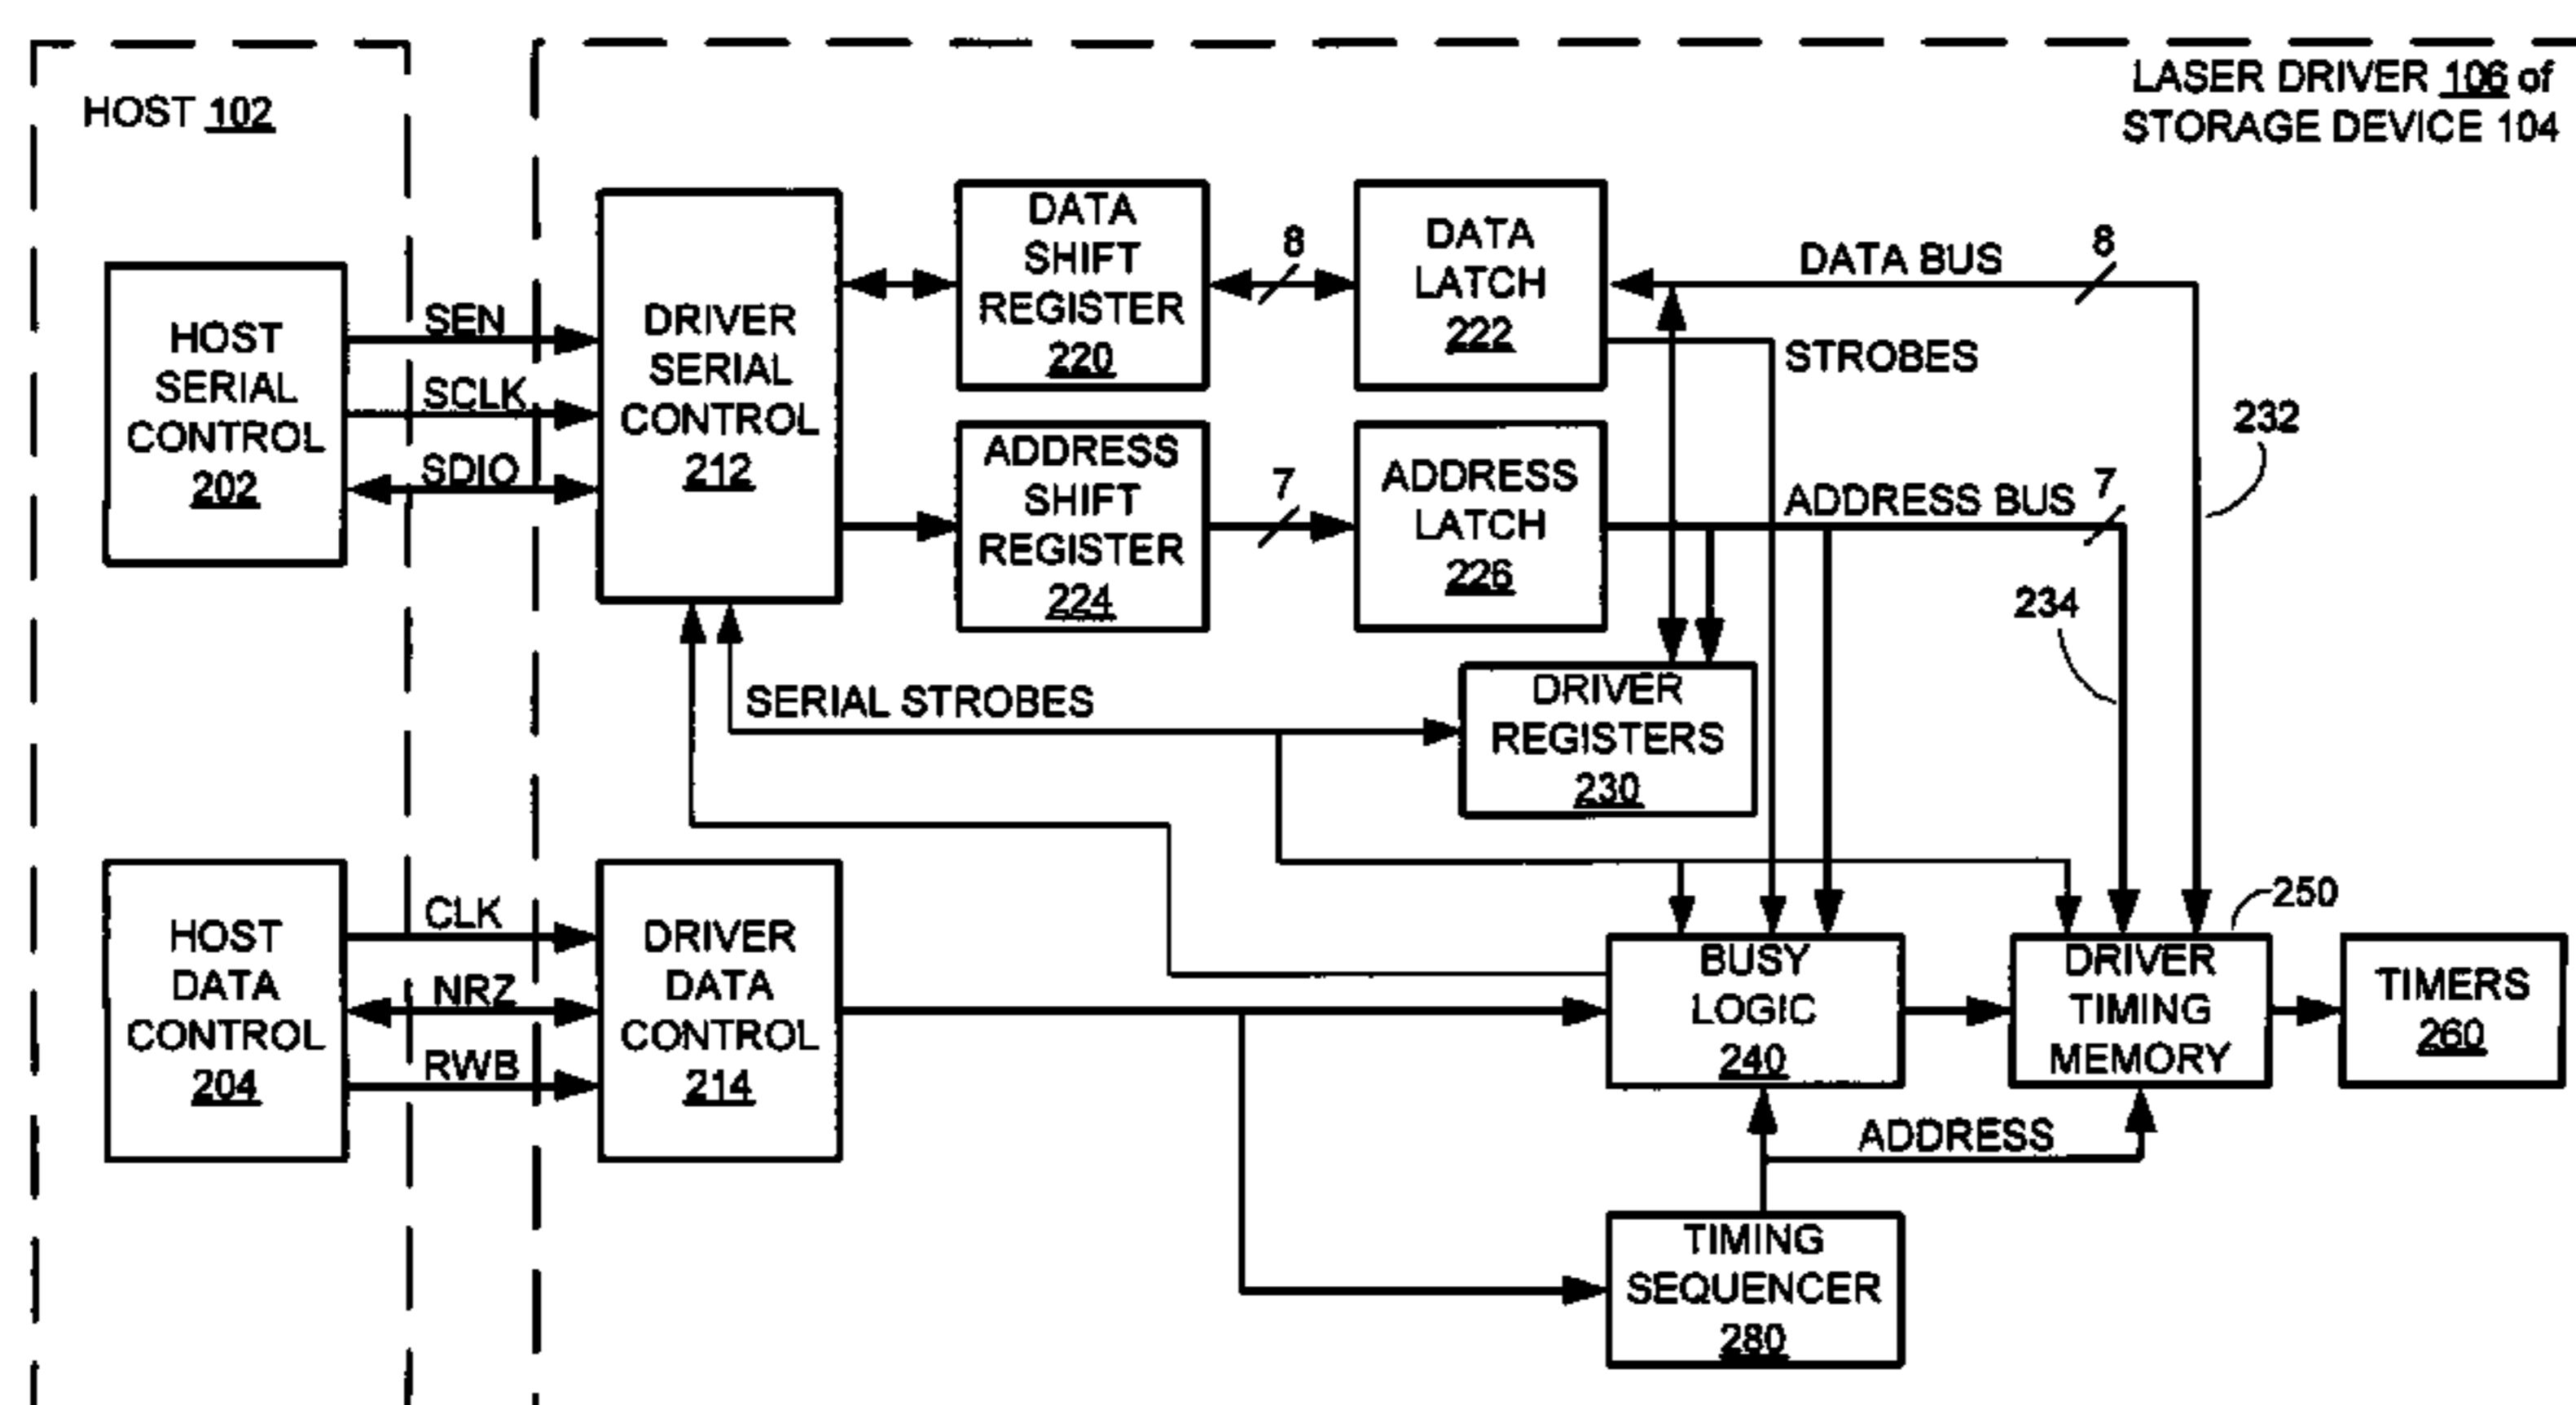 HOST 102
LASER DRIVER 106 of
STORAGE DEVICE 104
HOST
SERIAL
CONTROL
202
SEN
SCLK
SDIO
DRIVER
SERIAL
CONTROL
212
DATA
SHIFT
REGISTER
220
8
DATA
LATCH
222
DATA BUS
8
STROBES
232
ADDRESS
SHIFT
REGISTER
224
7
ADDRESS
LATCH
226
ADDRESS BUS
7
234
SERIAL STROBES
DRIVER
REGISTERS
230
HOST
DATA
CONTROL
204
CLK
NRZ
RWB
DRIVER
DATA
CONTROL
214
BUSY
LOGIC
240
250
DRIVER
TIMING
MEMORY
TIMERS
260
ADDRESS
TIMING
SEQUENCER
280